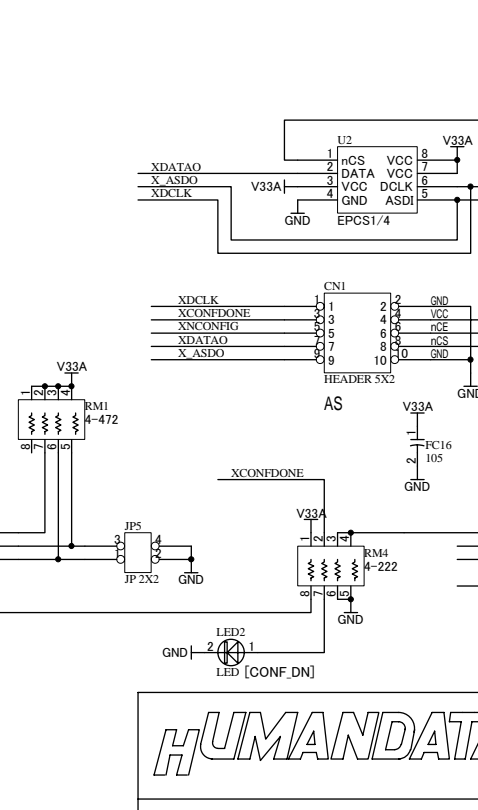 U2
V33A
1 nCS VCC 8
XDATAO 2 DATA VCC 7
X_ASDO V33A 3 VCC DCLK 6
XDCLK 4 GND ASDI 5
GND EPCS1/4
CN1
XDCLK 1 1 2 2 GND
XCONFDONE 3 3 4 4 VCC
XNCONFIG 5 5 6 6 nCE
XDATAO 7 7 8 8 nCS
X_ASDO 9 9 10 10 GND
HEADER 5X2
GND
AS
V33A
1 2 3 4 RM1
4-472
8 7 6 5
V33A
1 FC16
2 105
GND
XCONFDONE
JP5
3 4
1 2
JP 2X2 GND
V33A
1 2 3 4 RM4
4-222
8 7 6 5
GND
LED2
GND 2 1
LED [CONF_DN]
HUMANDATA